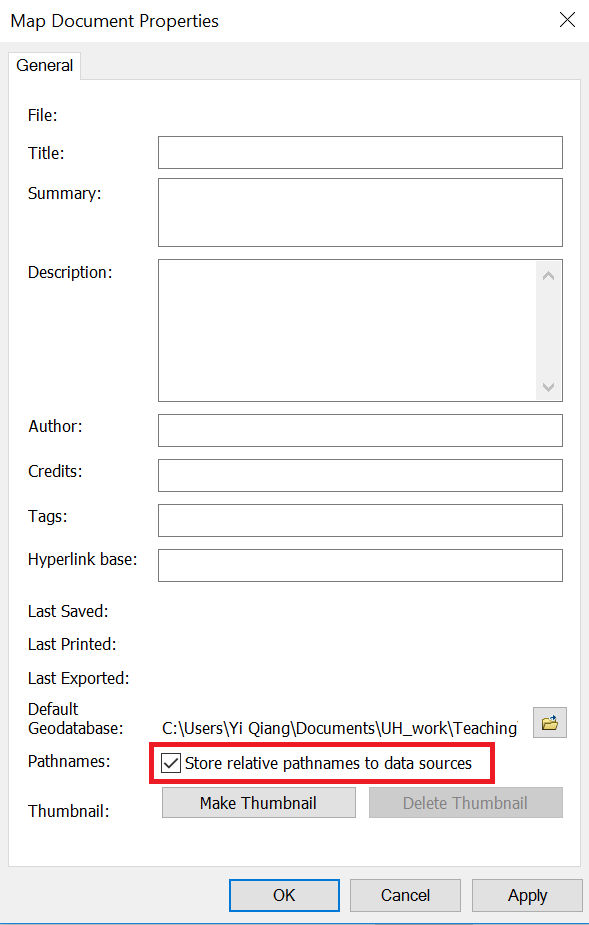 Map Document Properties
General
File:
Title:
Summary:
Description:
Author:
Credits:
Tags:
Hyperlink base:
Last Saved:
Last Printed:
Last Exported:
Default
Geodatabase: C:\Users\Yi Qiang\Documents\UH_work\Teaching
Pathnames: Store relative pathnames to data sources
Thumbnail: Make Thumbnail Delete Thumbnail
OK Cancel Apply